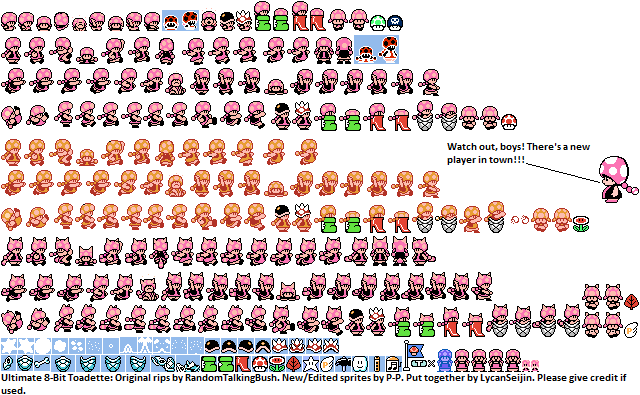 Watch out, boys! There's a new
player in town!!!
Ultimate 8-Bit Toadette: Original rips by RandomTalkingBush. New/Edited sprites by P-P. Put together by LycanSeijin. Please give credit if
used.